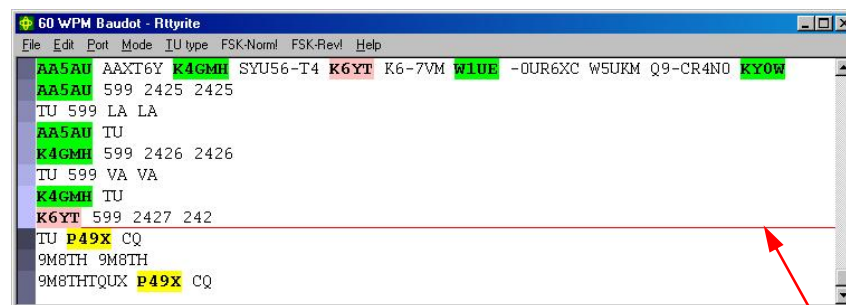 60 WPM Baudot - Rttyrite
File Edit Port Mode TU type FSK-Norm! FSK-Rev! Help
AA5AU AAXT6Y K4GMH SYU56-T4 K6YT K6-7VM W1UE -0UR6XC W5UKM Q9-CR4N0 KY0W
AA5AU 599 2425 2425
TU 599 LA LA
AA5AU TU
K4GMH 599 2426 2426
TU 599 VA VA
K4GMH TU
K6YT 599 2427 242
TU P49X CQ
9M8TH 9M8TH
9M8THTQUX P49X CQ